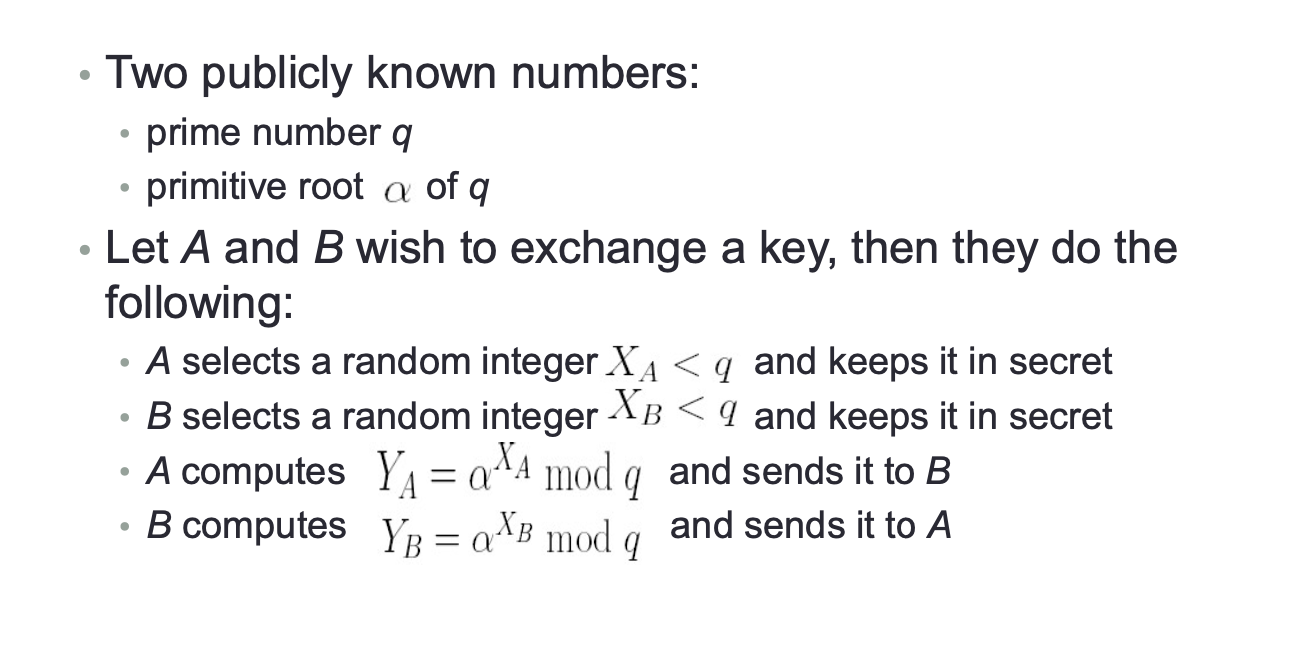 • Two publicly known numbers:
• prime number q
• primitive root α of q
• Let A and B wish to exchange a key, then they do the
following:
• A selects a random integer X_A < q and keeps it in secret
• B selects a random integer X_B < q and keeps it in secret
• A computes Y_A = α^{X_A} mod q and sends it to B
• B computes Y_B = α^{X_B} mod q and sends it to A